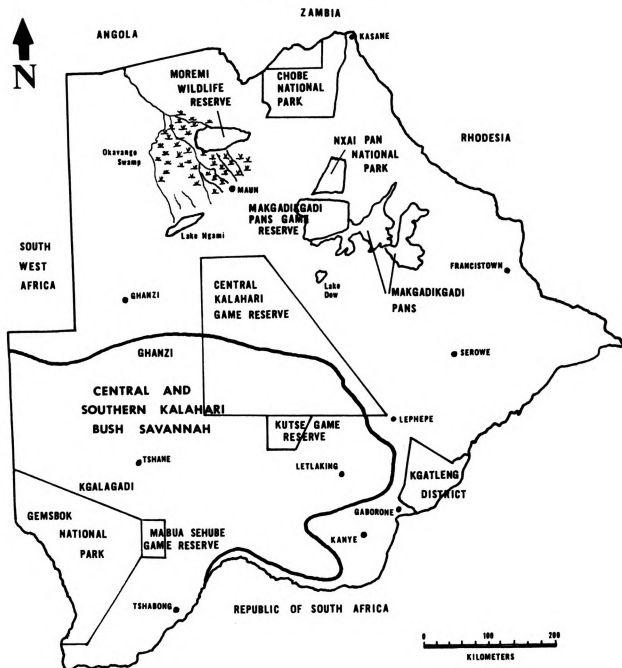 ZAMBIA
ANGOLA
KASANE
N
MOREMI
WILDLIFE
RESERVE
CHOBE
NATIONAL
PARK
NXAI PAN
NATIONAL
PARK
RHODESIA
Okavango
Swamp
MAUN
MAKGADIKGADI
PANS GAME
RESERVE
Lake Ngami
SOUTH
WEST
AFRICA
FRANCISTOWN
Lake
Dow
MAKGADIKGADI
PANS
CENTRAL
KALAHARI
GAME RESERVE
GHANZI
GHANZI
SEROWE
CENTRAL AND
SOUTHERN KALAHARI
BUSH SAVANNAH
LEPHEPE
KUTSE GAME
RESERVE
TSHANE
LETLAKING
KGATLENG
DISTRICT
KGALAGADI
GEMSBOK
NATIONAL
PARK
GABORONE
MABUA SEHUBE
GAME RESERVE
KANYE
TSHABONG
REPUBLIC OF SOUTH AFRICA
0 100 200
KILOMETERS